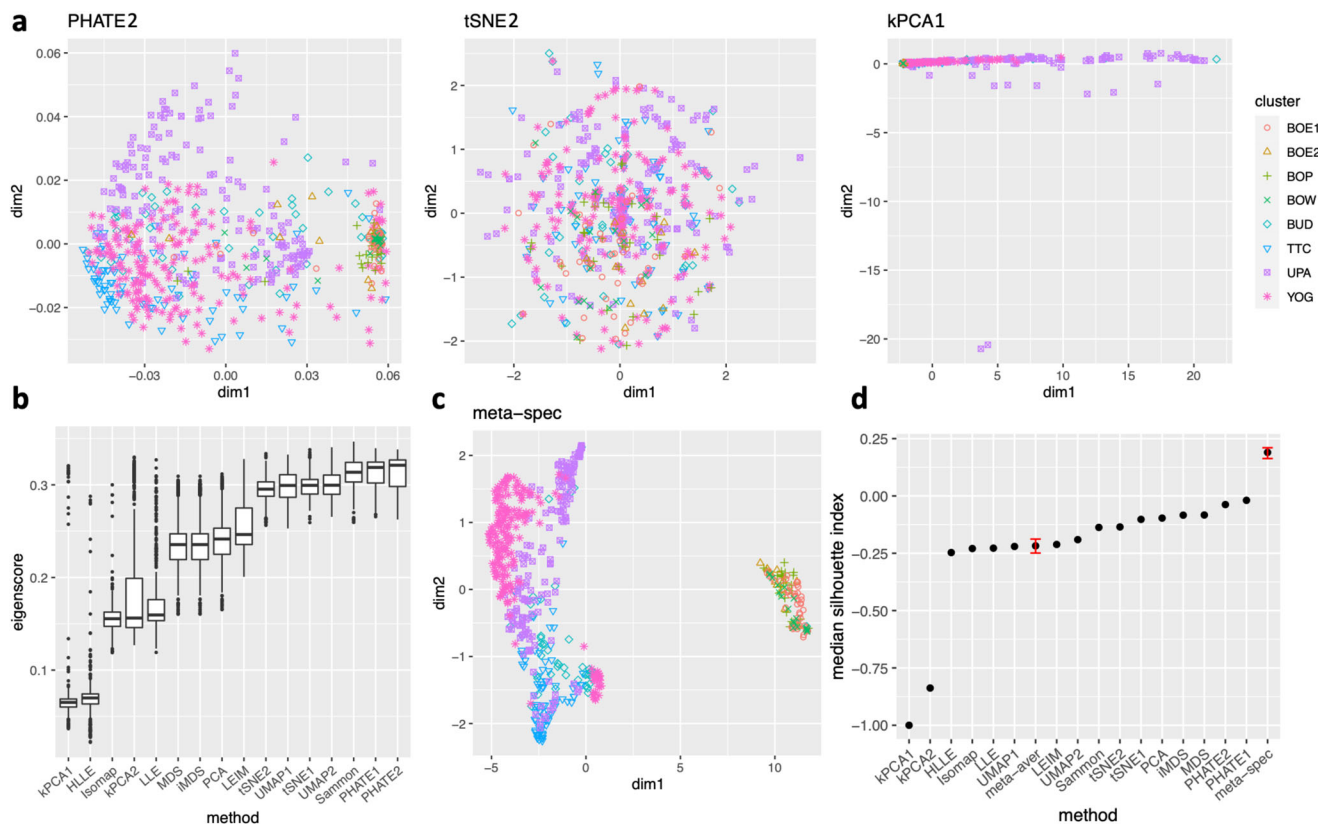 a
PHATE2
tSNE2
kPCA1
0.06
0.04
0.02
0.00
−0.02
dim2
−0.03
0.00
0.03
0.06
dim1
2
1
0
−1
−2
dim2
−2
0
2
dim1
0
−5
−10
−15
−20
dim2
0
5
10
15
20
dim1
cluster
BOE1
BOE2
BOP
BOW
BUD
TTC
UPA
YOG
b
0.3
0.2
0.1
eigenscore
kPCA1
HLLE
Isomap
kPCA2
LLE
MDS
iMDS
PCA
LEIM
tSNE2
UMAP1
tSNE1
UMAP2
Sammon
PHATE1
PHATE2
method
c
meta−spec
2
1
0
−1
−2
dim2
−5
0
5
10
dim1
d
0.25
0.00
−0.25
−0.50
−0.75
−1.00
median silhouette index
kPCA1
kPCA2
HLLE
Isomap
LLE
UMAP1
meta−aver
LEIM
UMAP2
Sammon
tSNE2
tSNE1
PCA
iMDS
MDS
PHATE2
PHATE1
meta−spec
method